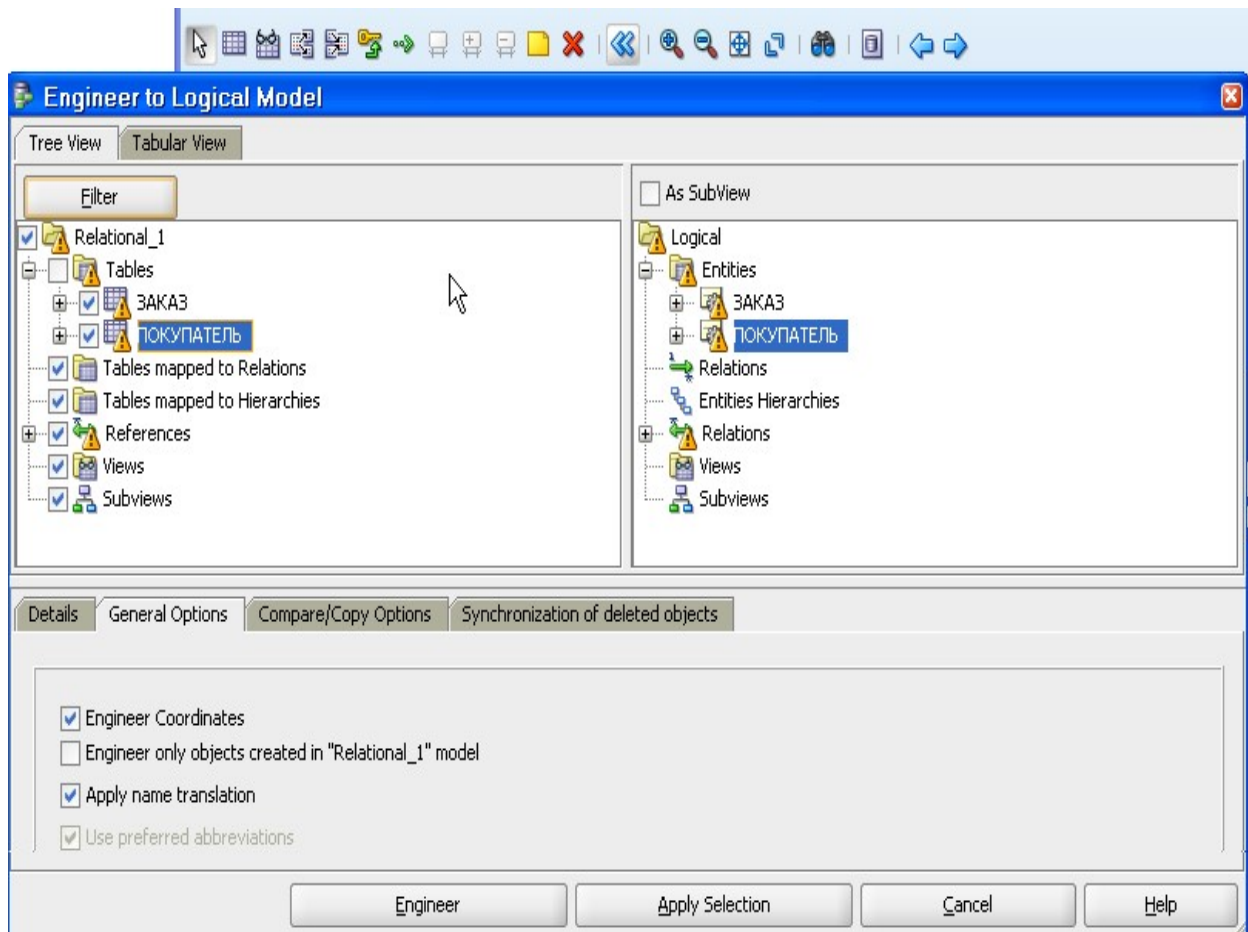 Engineer to Logical Model
Tree View Tabular View
Filter
Relational_1
Tables
ЗАКАЗ
ПОКУПАТЕЛЬ
Tables mapped to Relations
Tables mapped to Hierarchies
References
Views
Subviews
As SubView
Logical
Entities
ЗАКАЗ
ПОКУПАТЕЛЬ
Relations
Entities Hierarchies
Relations
Views
Subviews
Details General Options Compare/Copy Options Synchronization of deleted objects
Engineer Coordinates
Engineer only objects created in "Relational_1" model
Apply name translation
Use preferred abbreviations
Engineer Apply Selection Cancel Help